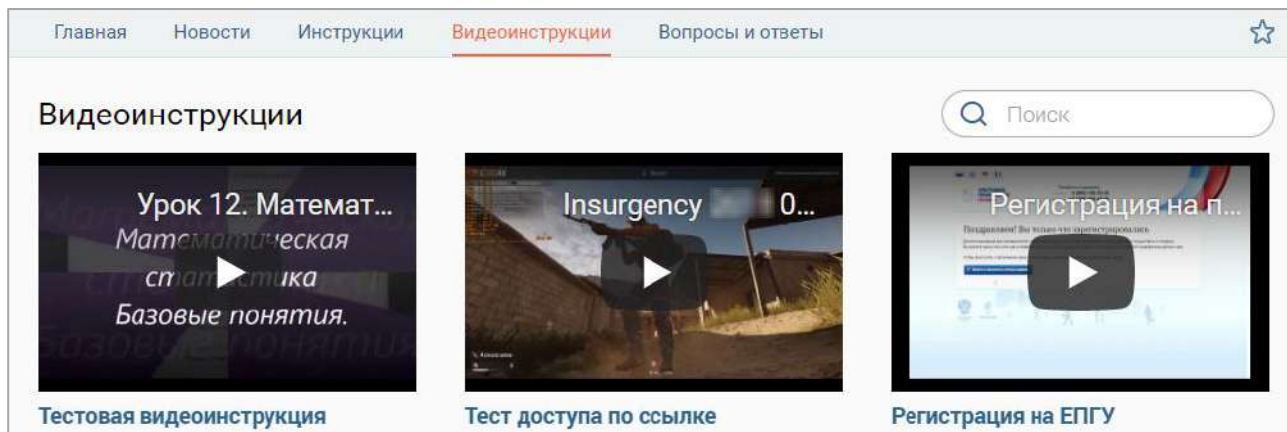 Главная Новости Инструкции Видеоинструкции Вопросы и ответы
Видеоинструкции
Поиск
Урок 12. Математ...
Математическая
статистика
Базовые понятия.
Insurgency 0...
Регистрация на п...
Поздравляем! Вы только что зарегистрировались
Тестовая видеоинструкция Тест доступа по ссылке Регистрация на ЕПГУ